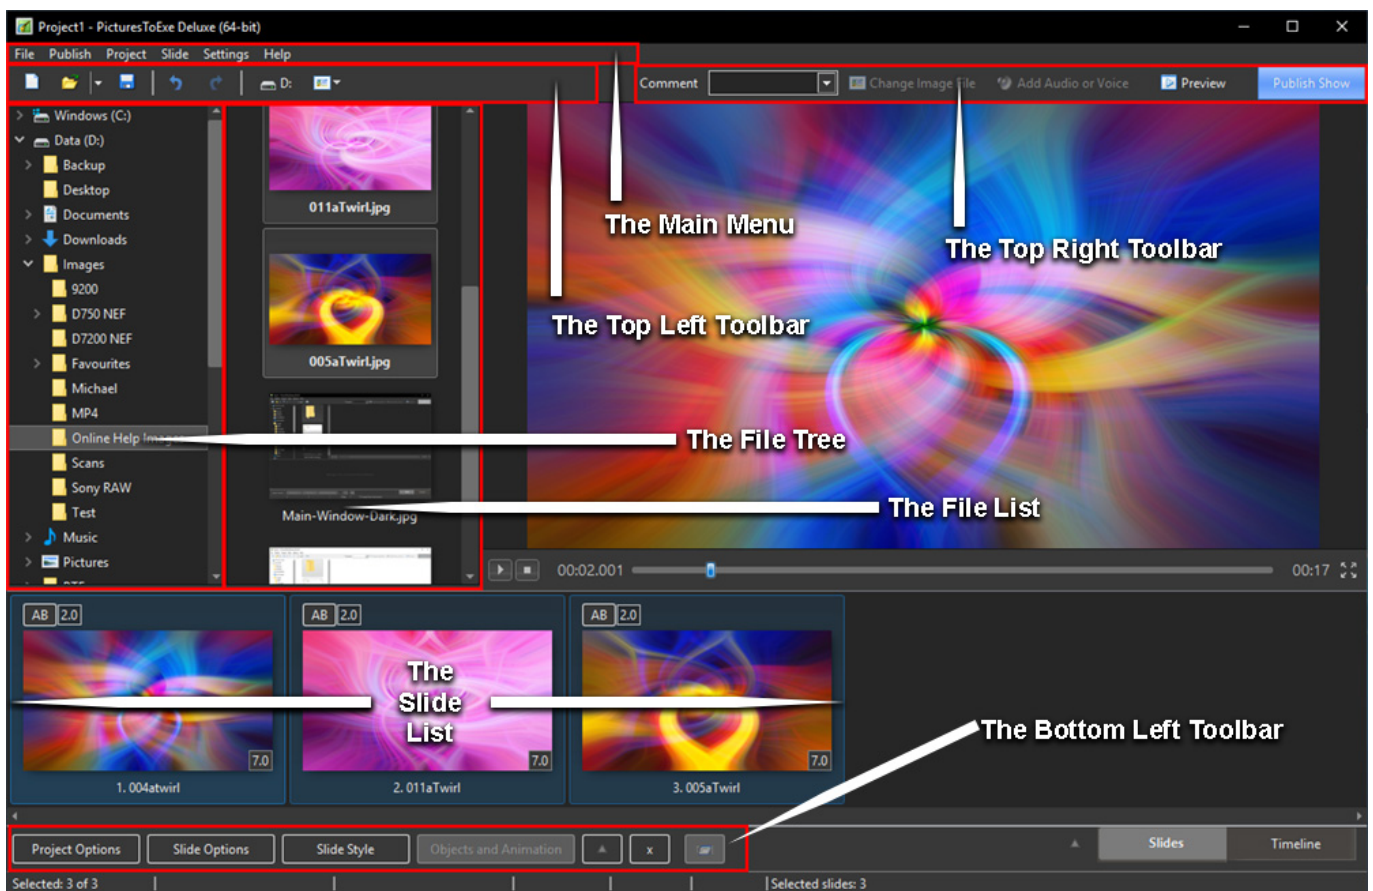 Project1 - PicturesToExe Deluxe (64-bit)
File Publish Project Slide Settings Help
D:
Comment Change Image File Add Audio or Voice Preview Publish Show
Windows (C:)
Data (D:)
Backup
Desktop
Documents
Downloads
Images
9200
D750 NEF
D7200 NEF
Favourites
Michael
MP4
Online Help Images
Scans
Sony RAW
Test
Music
Pictures
011aTwirl.jpg
005aTwirl.jpg
Main-Window-Dark.jpg
The Main Menu
The Top Right Toolbar
The Top Left Toolbar
The File Tree
The File List
00:02.001 00:17
AB 2.0
AB 2.0
AB 2.0
The
Slide
List
7.0
7.0
7.0
1. 004atwirl
2. 011aTwirl
3. 005aTwirl
The Bottom Left Toolbar
Project Options Slide Options Slide Style Objects and Animation x Slides Timeline
Selected: 3 of 3 Selected slides: 3